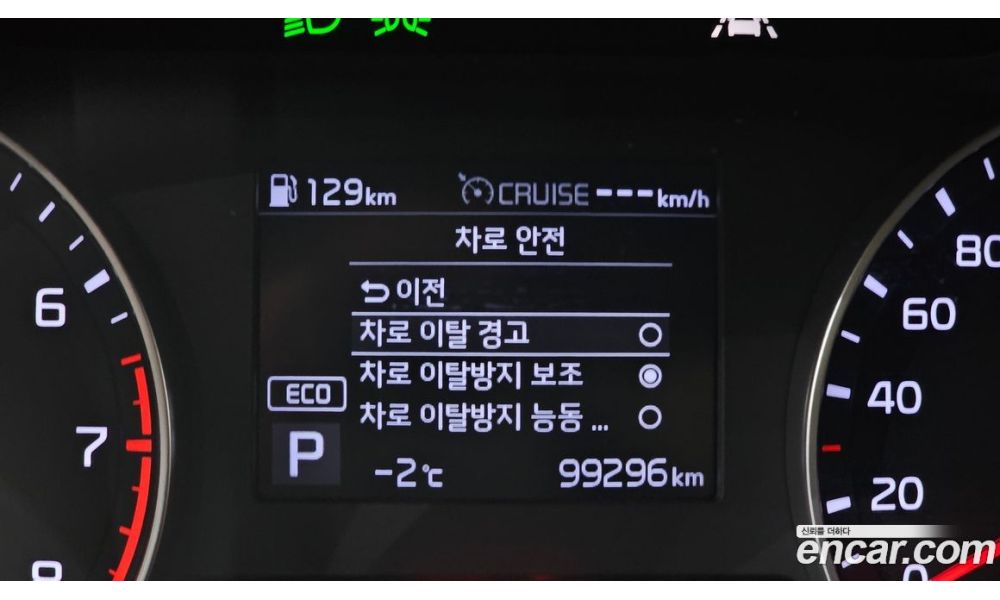 129km CRUISE ---km/h
차로 안전
이전
차로 이탈 경고
차로 이탈방지 보조
차로 이탈방지 능동 ...
ECO
P
-2℃ 99296km
6
7
8
80
60
40
20
0
신뢰를 더하다
encar.com